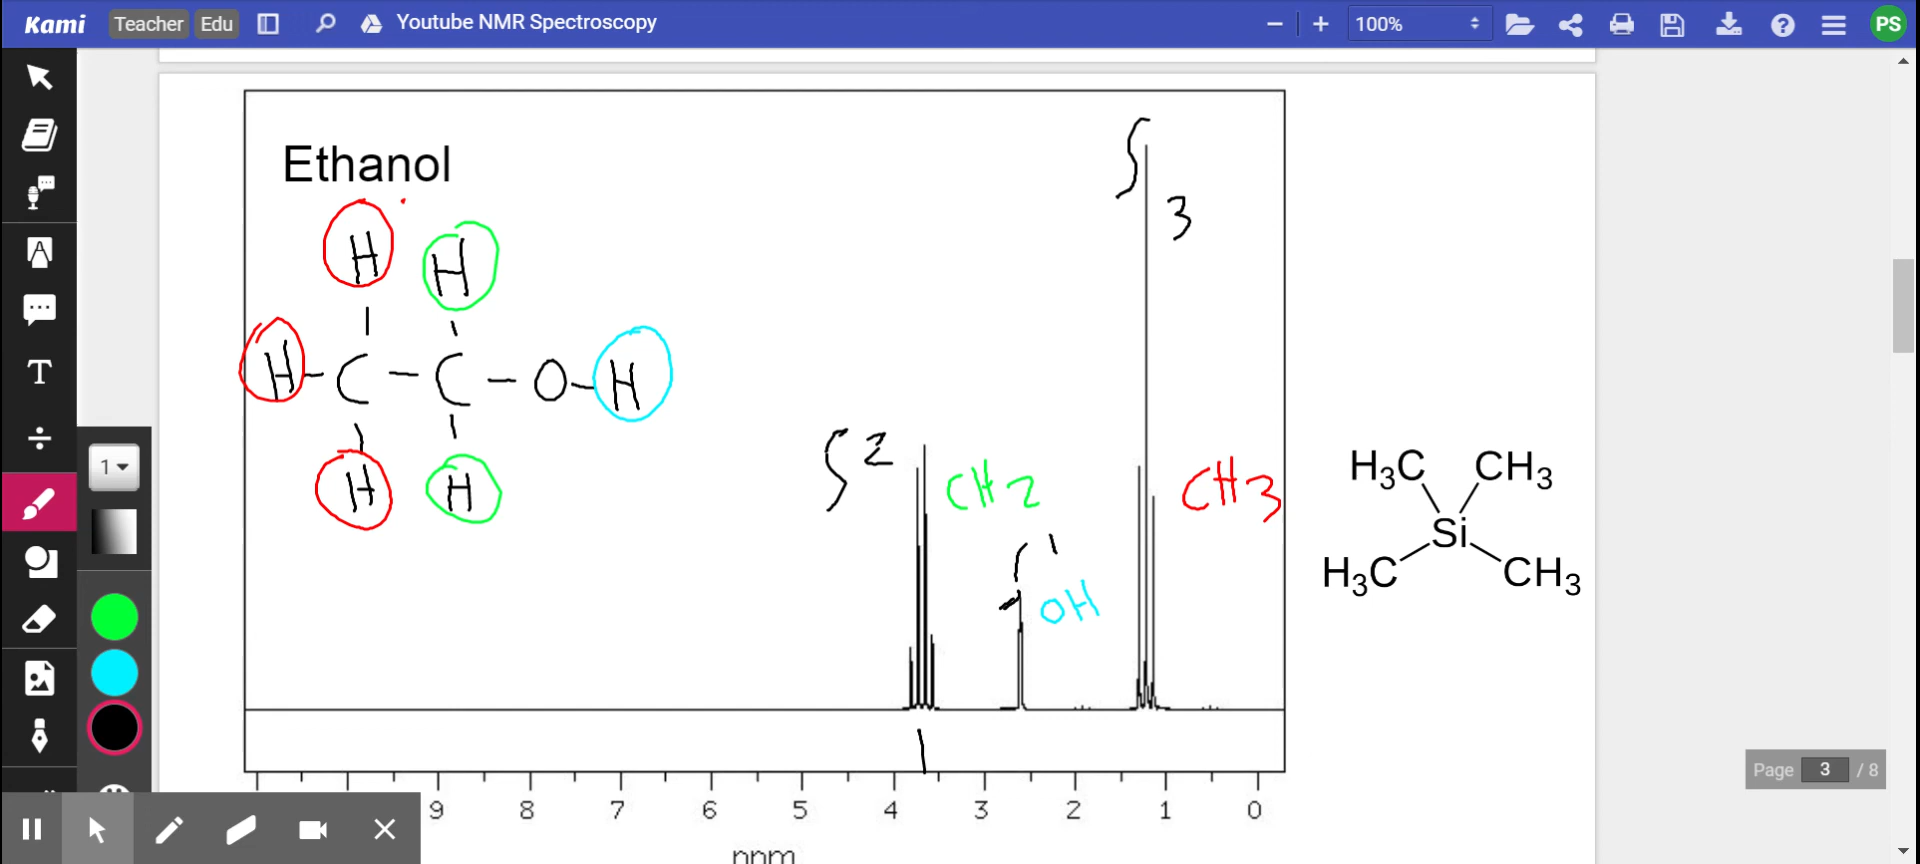 Kami Teacher Edu Youtube NMR Spectroscopy 100% PS
Ethanol
H H
H-C-C-O-H
H H
3
2
CH2
CH3
1
OH
H3C CH3
Si
H3C CH3
A
T
1
9 8 7 6 5 4 3 2 1 0
ppm
Page 3 / 8